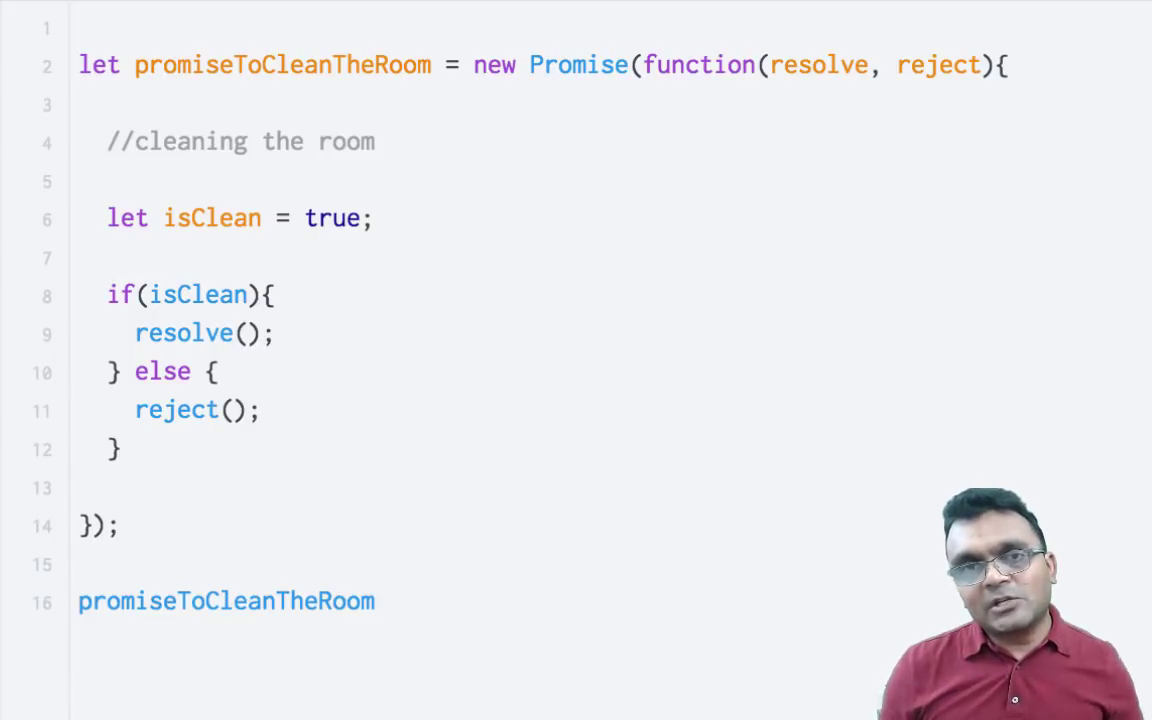 1
2 let promiseToCleanTheRoom = new Promise(function(resolve, reject){
3
4 //cleaning the room
5
6 let isClean = true;
7
8 if(isClean){
9 resolve();
10 } else {
11 reject();
12 }
13
14 });
15
16 promiseToCleanTheRoom